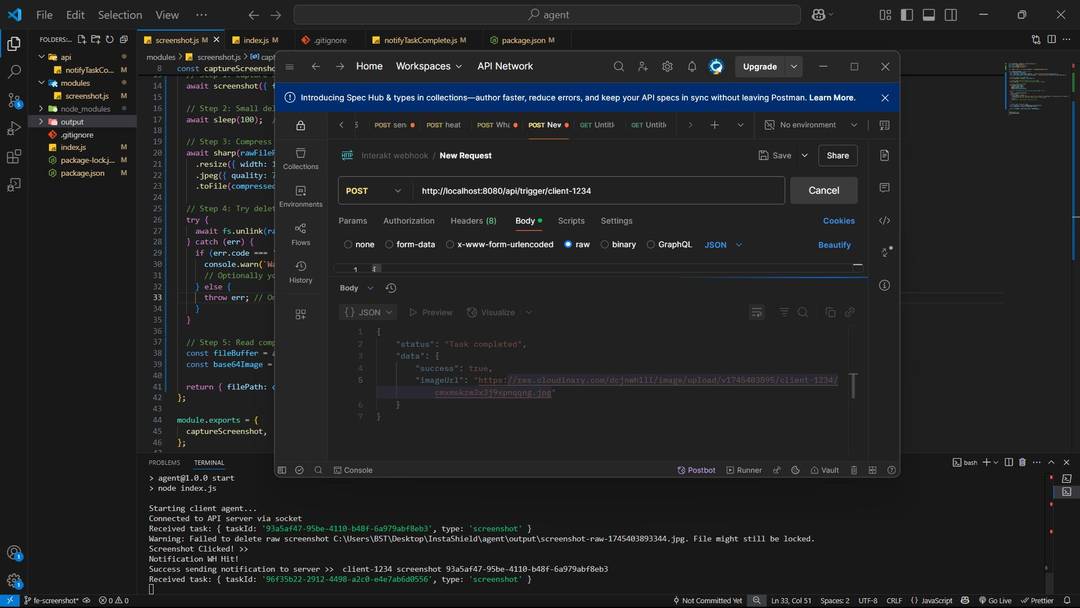 File Edit Selection View ··· agent
FOLDERS:...
api
notifyTaskCo... M
modules
screenshot.js M
node_modules
output
.gitignore
index.js M
package-lock.j... M
package.json M
screenshot.js M
index.js M
.gitignore
notifyTaskComplete.js M
package.json M
modules > screenshot.js >
8 const captureScreensh
14 await screenshot({ f
15
16 // Step 2: Small del
17 await sleep(100); /
18
19 // Step 3: Compress
20 await sharp(rawFileP
21 .resize({ width: 1
22 .jpeg({ quality: 7
23 .toFile(compressed
24
25 // Step 4: Try delet
26 try {
27 await fs.unlink(ra
28 } catch (err) {
29 if (err.code ===
30 console.warn(`Wa
31 // Optionally yo
32 } else {
33 throw err; // On
34 }
35 }
36
37 // Step 5: Read comp
38 const fileBuffer = a
39 const base64Image =
40
41 return { filePath: c
42 };
43
44 module.exports = {
45 captureScreenshot,
46 };
Home Workspaces API Network Upgrade
Introducing Spec Hub & types in collections—author faster, reduce errors, and keep your API specs in sync without leaving Postman. Learn More.
POST sen POST heat POST Wha POST Nev GET Untitl GET Untitl No environment
Collections
Environments
Flows
History
HTTP Interakt webhook / New Request Save Share
POST http://localhost:8080/api/trigger/client-1234 Cancel
Params Authorization Headers (8) Body Scripts Settings Cookies
none form-data x-www-form-urlencoded raw binary GraphQL JSON Beautify
1 {
Body
{} JSON Preview Visualize
1 {
2 "status": "Task completed",
3 "data": {
4 "success": true,
5 "imageUrl": "https://res.cloudinary.com/dcjnwh1ll/image/upload/v1745403895/client-1234/
6 }
7 }
Console Postbot Runner Vault
PROBLEMS TERMINAL bash
> agent@1.0.0 start
> node index.js
Starting client agent...
Connected to API server via socket
Received task: { taskId: '93a5af47-95be-4110-b48f-6a979abf8eb3', type: 'screenshot' }
Warning: Failed to delete raw screenshot C:\Users\BST\Desktop\InstaShield\agent\output\screenshot-raw-1745403893344.jpg. File might still be locked.
Screenshot Clicked! >>
Notification WH Hit!
Success sending notification to server >> client-1234 screenshot 93a5af47-95be-4110-b48f-6a979abf8eb3
Received task: { taskId: '96f35b22-2912-4498-a2c0-e4e7ab6d0556', type: 'screenshot' }
fe-screenshot* 0 0 Not Committed Yet Ln 33, Col 51 Spaces: 2 UTF-8 CRLF {} JavaScript Go Live Prettier